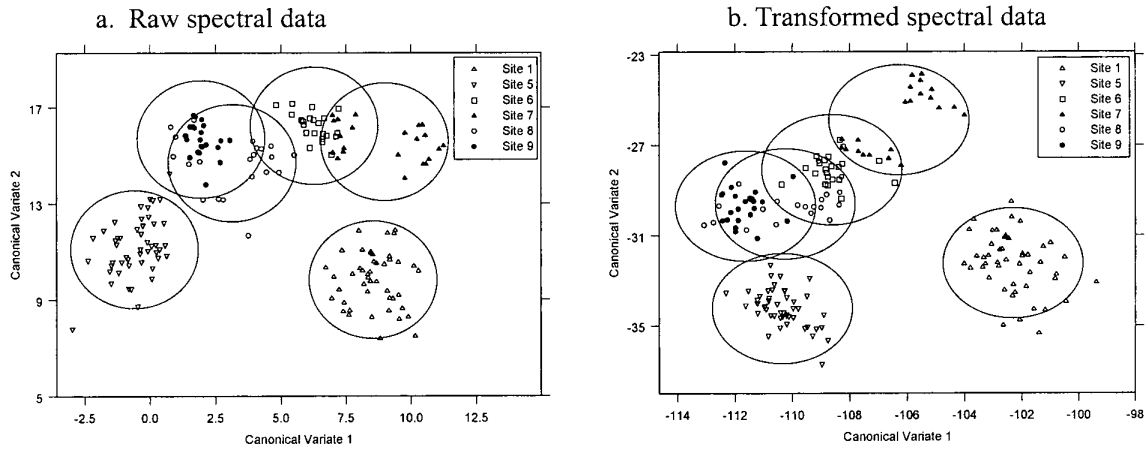 a. Raw spectral data
17
13
9
5
Canonical Variate 2
-2.5
0.0
2.5
5.0
7.5
10.0
12.5
Canonical Variate 1
Site 1
Site 5
Site 6
Site 7
Site 8
Site 9
b. Transformed spectral data
-23
-27
-31
-35
Canonical Variate 2
-114
-112
-110
-108
-106
-104
-102
-100
-98
Canonical Variate 1
Site 1
Site 5
Site 6
Site 7
Site 8
Site 9